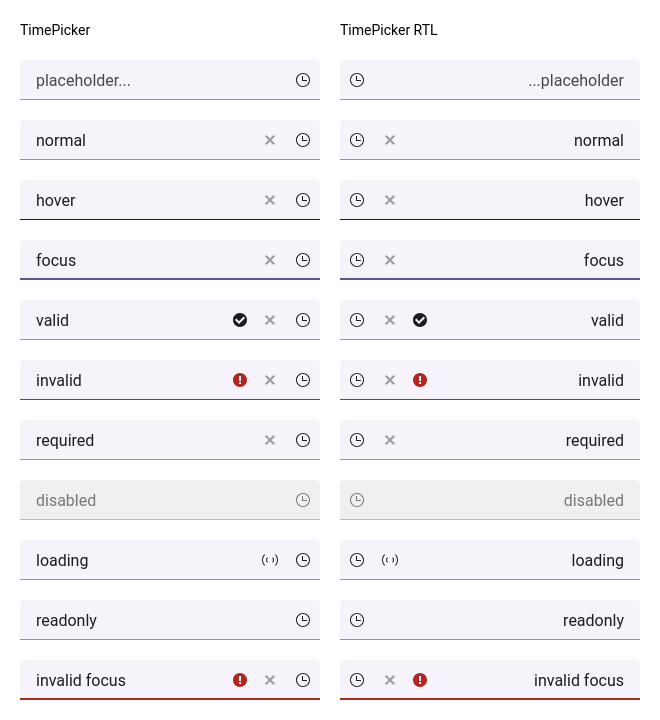 TimePicker
TimePicker RTL
placeholder...
...placeholder
normal
normal
hover
hover
focus
focus
valid
valid
invalid
invalid
required
required
disabled
disabled
loading
loading
readonly
readonly
invalid focus
invalid focus